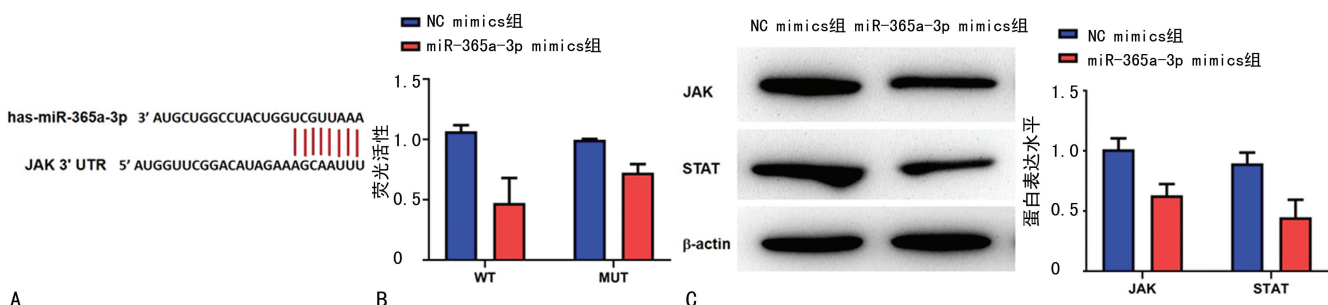 has-miR-365a-3p 3′ AUGCUGGCCUACUGGUCGUUAAA
JAK 3' UTR 5′ AUGGUUCGGACAUAGAAAGCAAUUU
A
NC mimics组
miR-365a-3p mimics组
荧光活性
1.5
1.0
0.5
0
WT MUT
B
NC mimics组 miR-365a-3p mimics组
JAK
STAT
β-actin
C
NC mimics组
miR-365a-3p mimics组
蛋白表达水平
1.5
1.0
0.5
0
JAK STAT